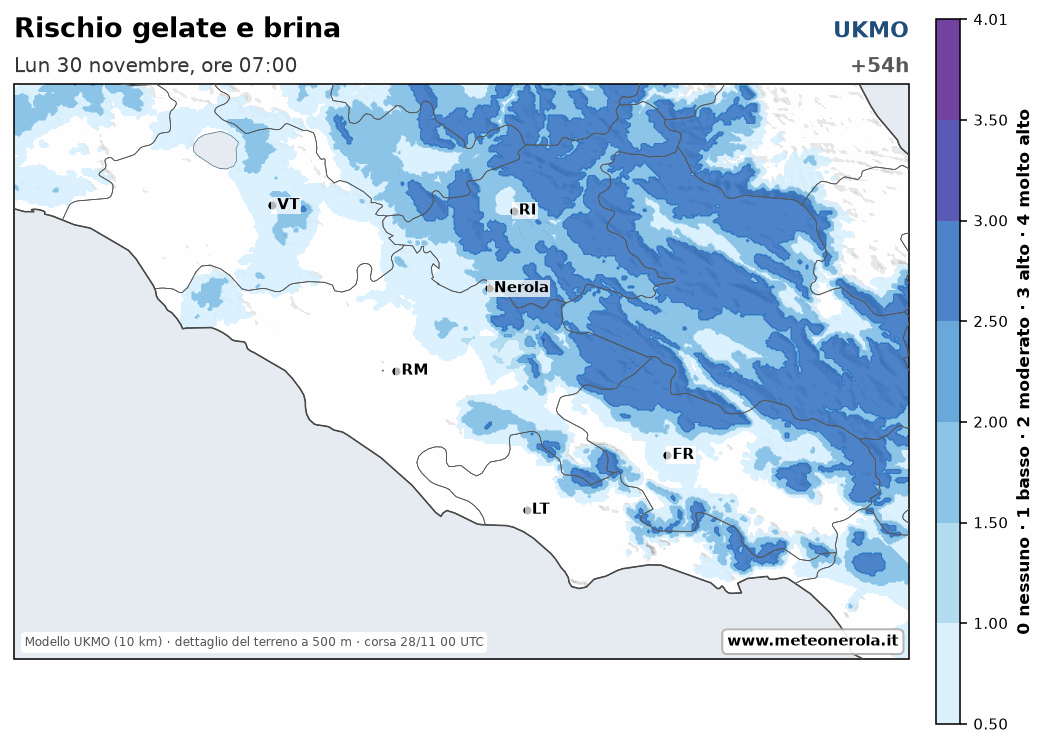 Rischio gelate e brina
UKMO
Lun 30 novembre, ore 07:00
+54h
VT
RI
Nerola
RM
FR
LT
Modello UKMO (10 km) · dettaglio del terreno a 500 m · corsa 28/11 00 UTC
www.meteonerola.it
4.01
3.50
3.00
2.50
2.00
1.50
1.00
0.50
0 nessuno · 1 basso · 2 moderato · 3 alto · 4 molto alto